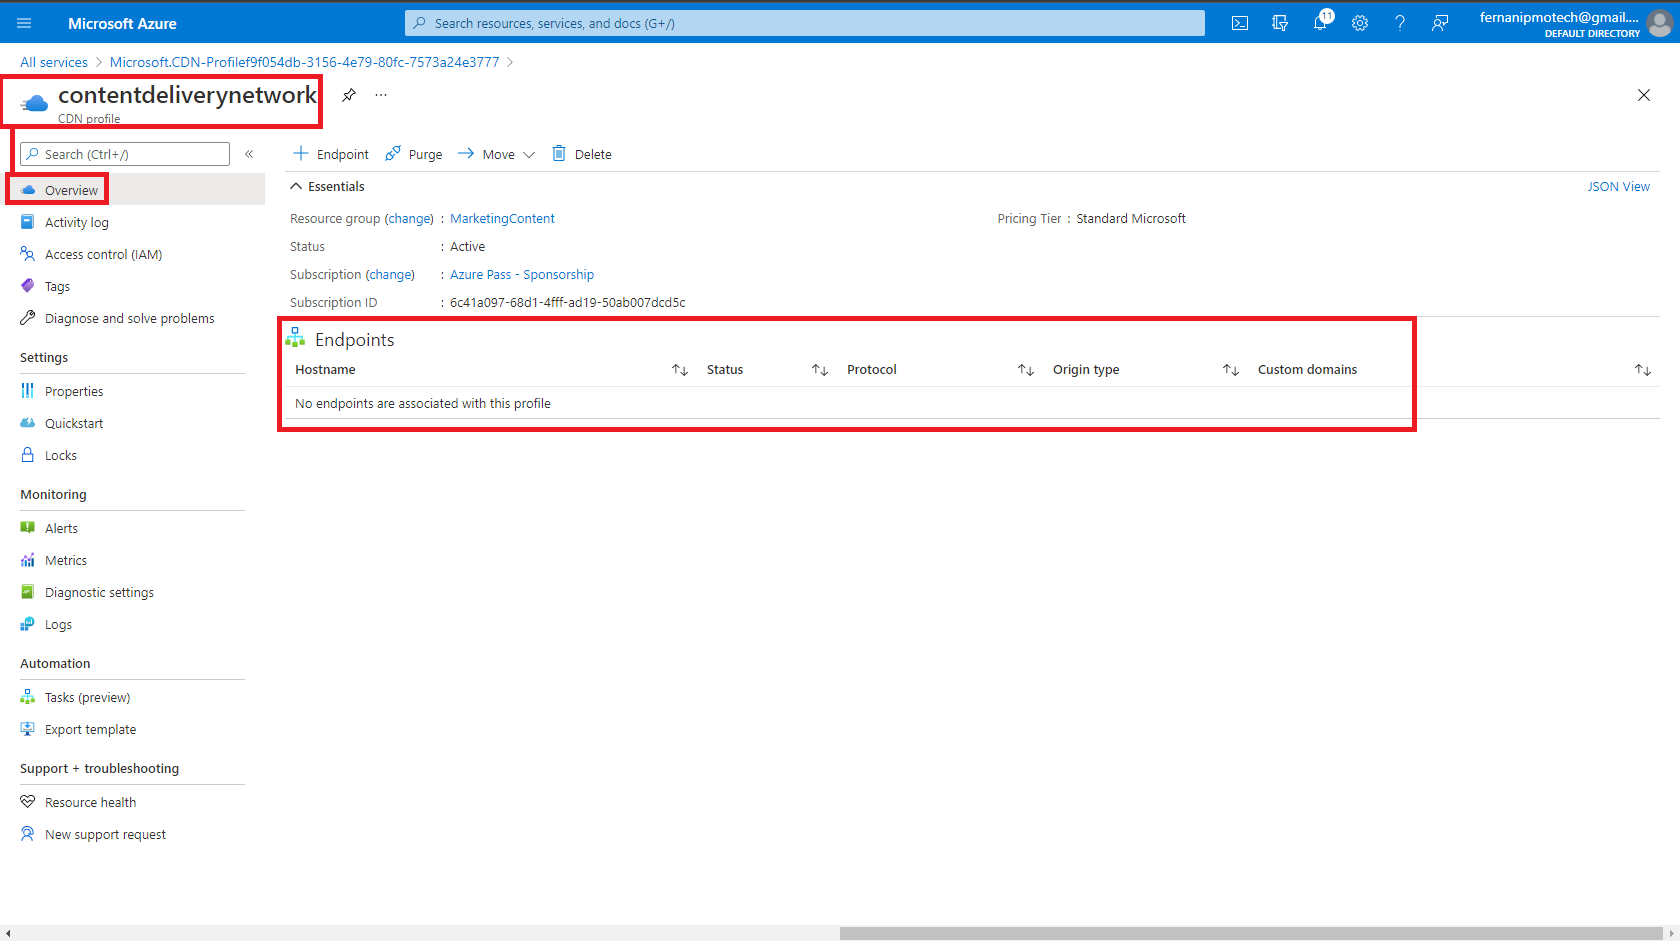 Microsoft Azure
Search resources, services, and docs (G+/)
11
fernanipmotech@gmail....
DEFAULT DIRECTORY
All services > Microsoft.CDN-Profilef9f054db-3156-4e79-80fc-7573a24e3777 >
contentdeliverynetwork
CDN profile
Search (Ctrl+/)
Overview
Activity log
Access control (IAM)
Tags
Diagnose and solve problems
Settings
Properties
Quickstart
Locks
Monitoring
Alerts
Metrics
Diagnostic settings
Logs
Automation
Tasks (preview)
Export template
Support + troubleshooting
Resource health
New support request
Endpoint Purge Move Delete
Essentials
JSON View
Resource group (change) : MarketingContent
Status : Active
Subscription (change) : Azure Pass - Sponsorship
Subscription ID : 6c41a097-68d1-4fff-ad19-50ab007dcd5c
Pricing Tier : Standard Microsoft
Endpoints
Hostname Status Protocol Origin type Custom domains
No endpoints are associated with this profile